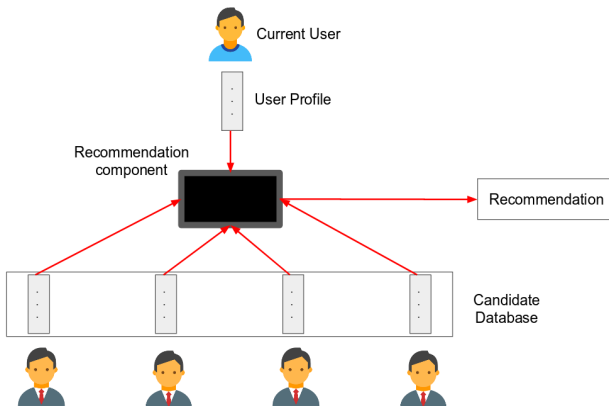 Current User
User Profile
Recommendation
component
Recommendation
Candidate
Database